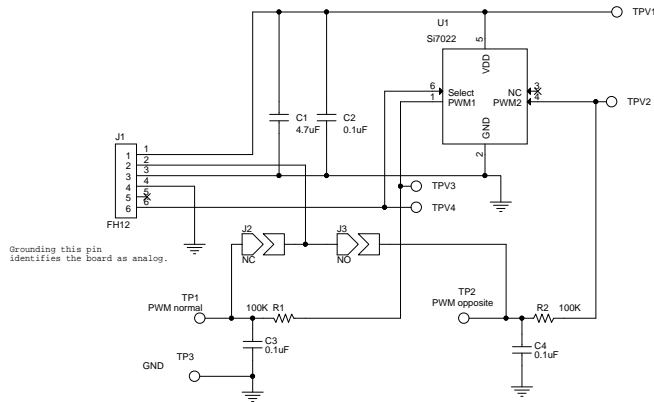 TPV1
U1
Si7022
5
VDD
6
Select
NC
3
1
PWM1
PWM2
4
TPV2
GND
2
C1
4.7uF
C2
0.1uF
J1
1
1
2
2
3
3
4
4
5
5
6
6
FH12
TPV3
TPV4
Grounding this pin
identifies the board as analog.
J2
NC
J3
NO
TP1
PWM normal
100K
R1
TP2
PWM opposite
R2
100K
C3
0.1uF
C4
0.1uF
TP3
GND